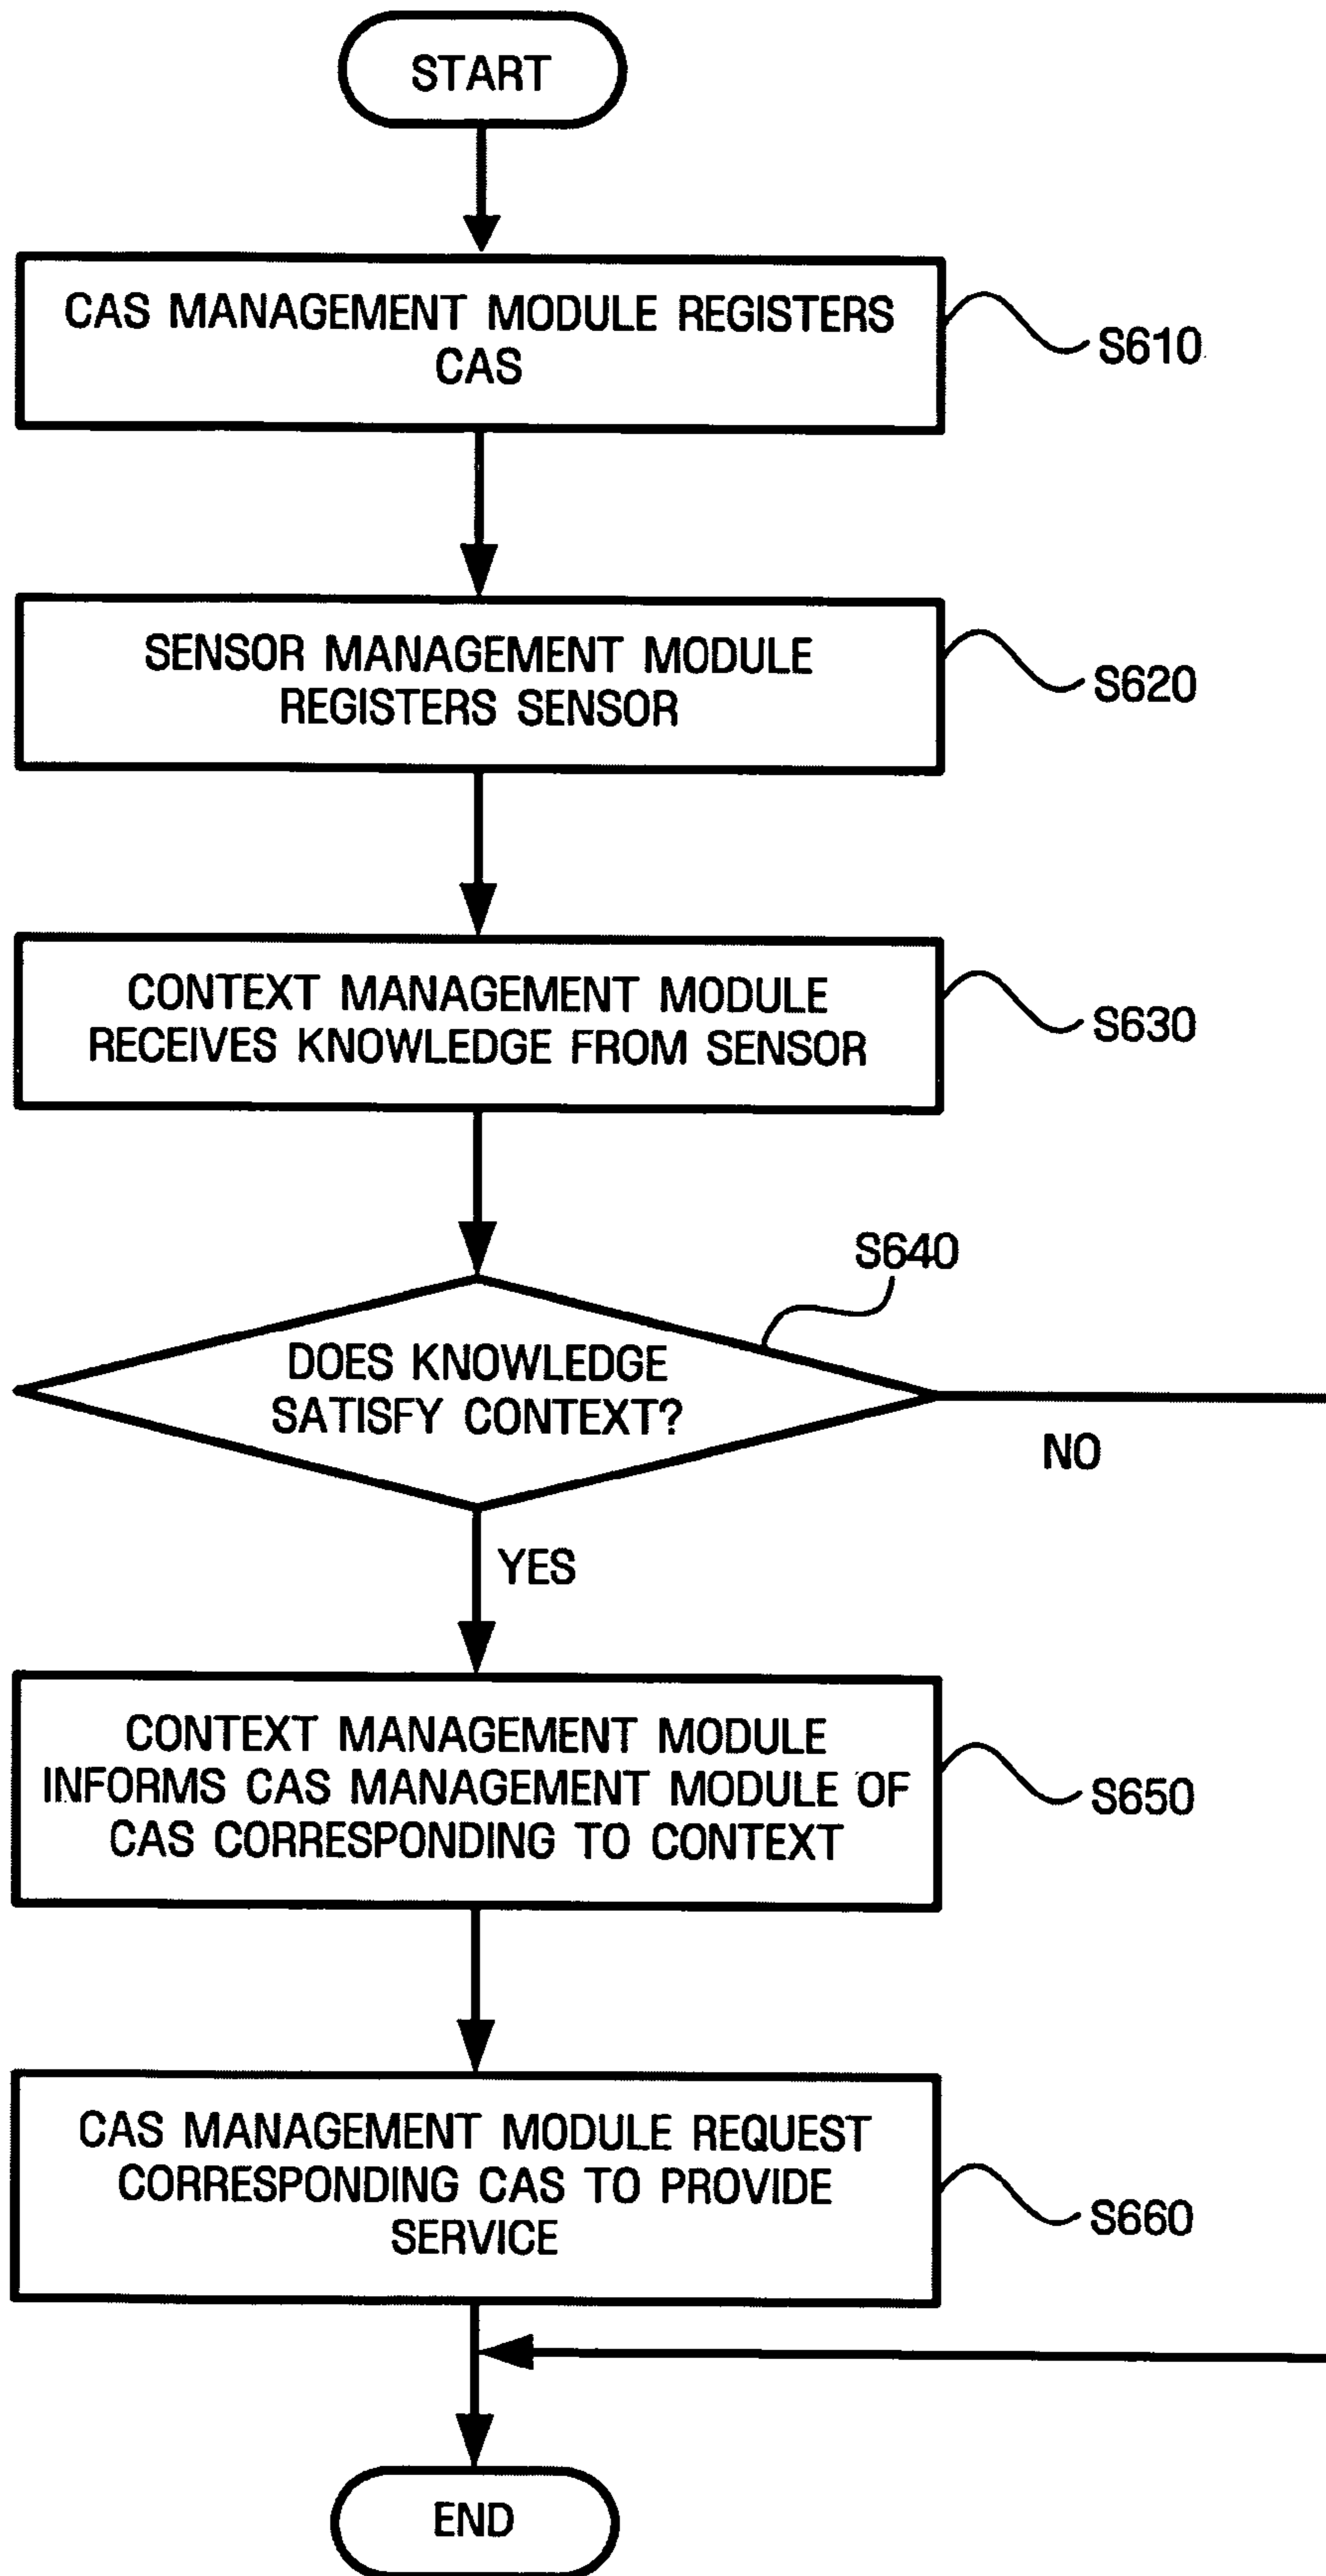 START
CAS MANAGEMENT MODULE REGISTERS
CAS
S610
SENSOR MANAGEMENT MODULE
REGISTERS SENSOR
S620
CONTEXT MANAGEMENT MODULE
RECEIVES KNOWLEDGE FROM SENSOR
S630
S640
DOES KNOWLEDGE
SATISFY CONTEXT?
NO
YES
CONTEXT MANAGEMENT MODULE
INFORMS CAS MANAGEMENT MODULE OF
CAS CORRESPONDING TO CONTEXT
S650
CAS MANAGEMENT MODULE REQUEST
CORRESPONDING CAS TO PROVIDE
SERVICE
S660
END